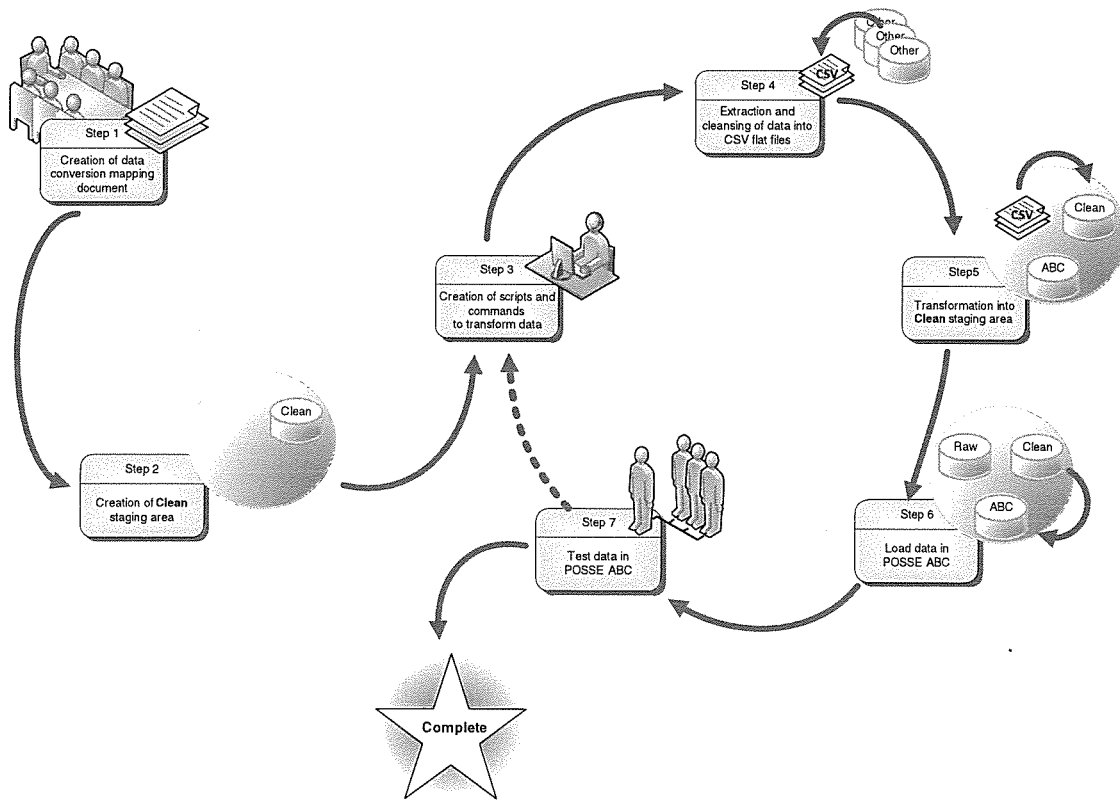 Step 1
Creation of data
conversion mapping
document
Step 2
Creation of Clean
staging area
Clean
Step 3
Creation of scripts and
commands
to transform data
Step 4
Extraction and
cleansing of data into
CSV flat files
CSV
Other
Other
Other
Step5
Transformation into
Clean staging area
CSV
Clean
ABC
Step 6
Load data in
POSSE ABC
Raw
Clean
ABC
Step 7
Test data in
POSSE ABC
Complete